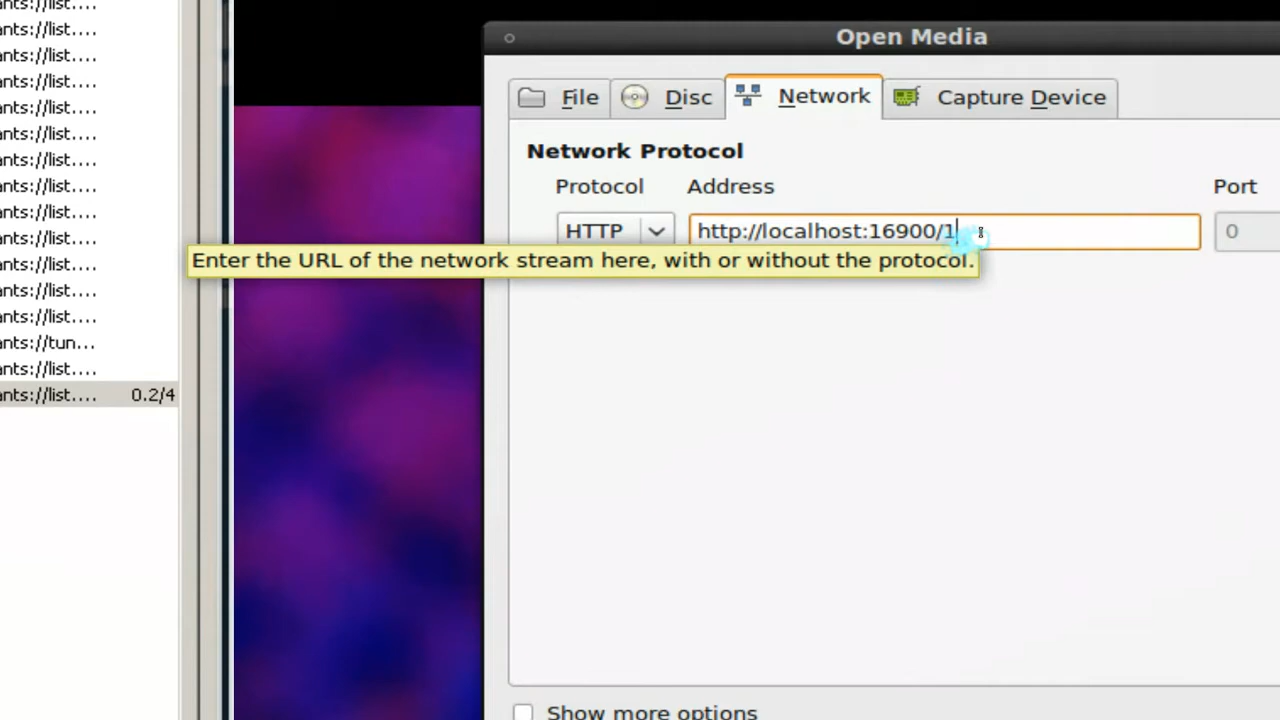 ants://list....
ants://list....
ants://list....
ants://list....
ants://list....
ants://list....
ants://list....
ants://list....
ants://list....
ants://list....
ants://list....
ants://list....
ants://list....
ants://tun...
ants://list....
ants://list.... 0.2/4
Open Media
File Disc Network Capture Device
Network Protocol
Protocol Address Port
HTTP http://localhost:16900/1 0
Enter the URL of the network stream here, with or without the protocol.
Show more options